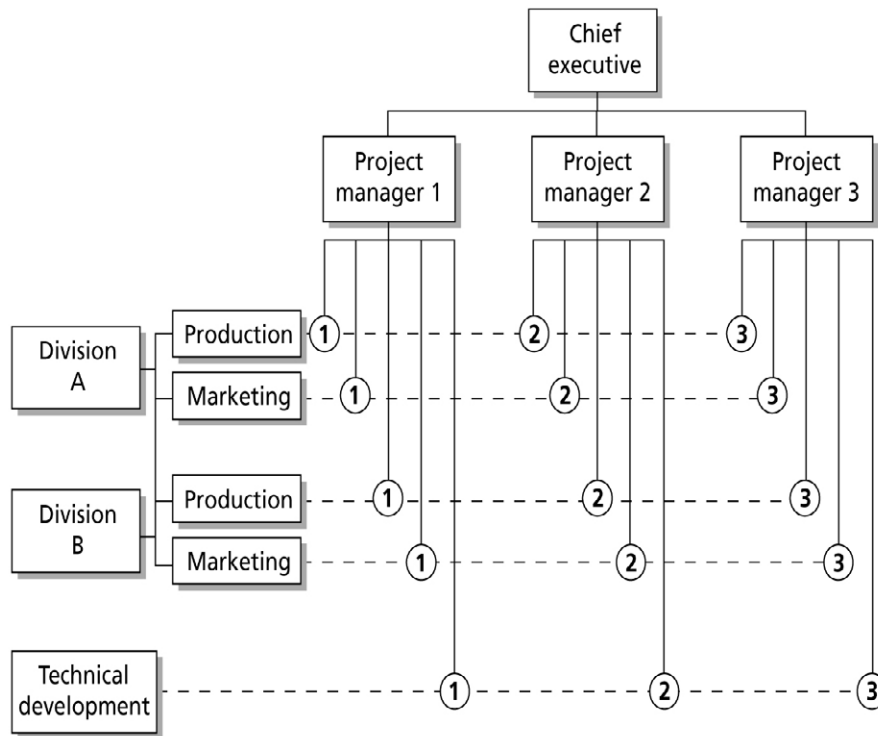 Chief
executive
Project
manager 1
Project
manager 2
Project
manager 3
Production
1
2
3
Division
A
Marketing
1
2
3
Production
1
2
3
Division
B
Marketing
1
2
3
Technical
development
1
2
3